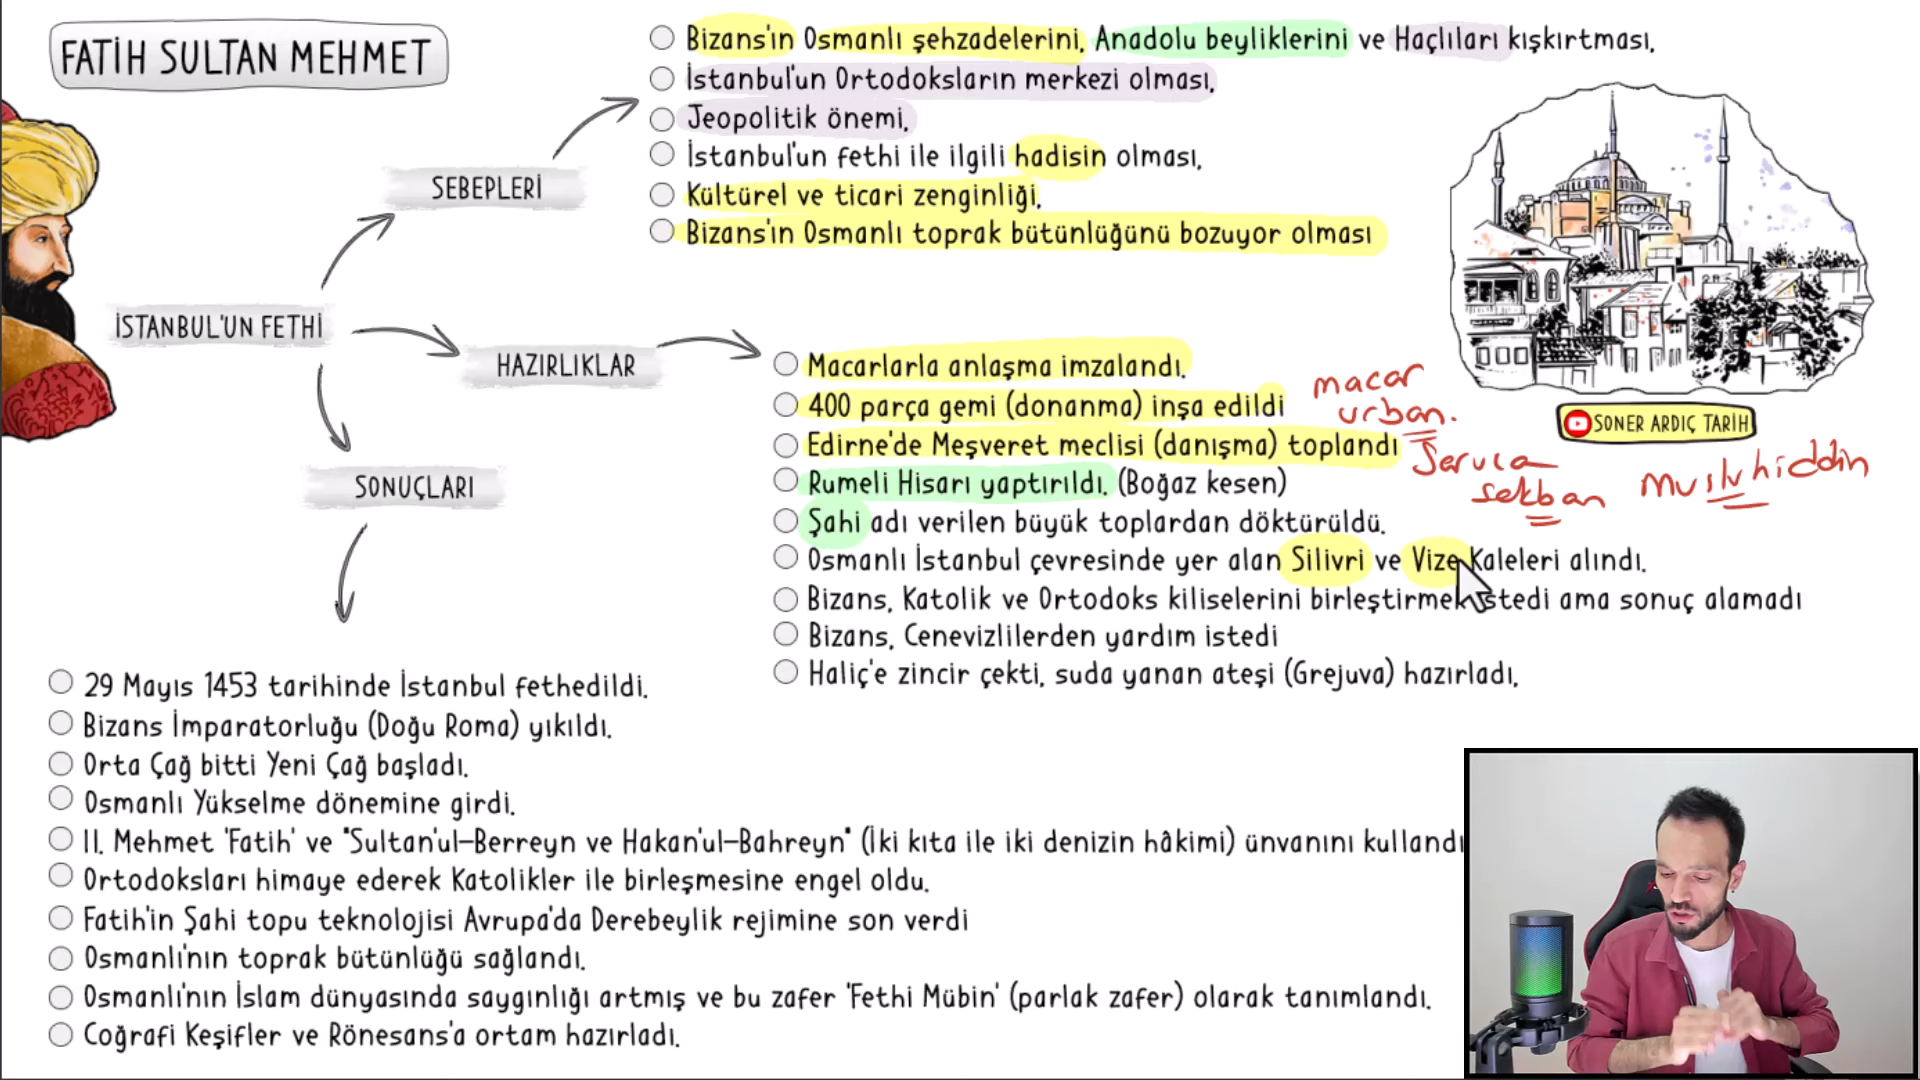 FATİH SULTAN MEHMET
SEBEPLERİ
Bizans'ın Osmanlı şehzadelerini, Anadolu beyliklerini ve Haçlıları kışkırtması,
İstanbul'un Ortodoksların merkezi olması,
Jeopolitik önemi,
İstanbul'un fethi ile ilgili hadisin olması,
Kültürel ve ticari zenginliği,
Bizans'ın Osmanlı toprak bütünlüğünü bozuyor olması
İSTANBUL'UN FETHİ
HAZIRLIKLAR
Macarlarla anlaşma imzalandı.
400 parça gemi (donanma) inşa edildi
Edirne'de Meşveret meclisi (danışma) toplandı
Rumeli Hisarı yaptırıldı. (Boğaz kesen)
Şahi adı verilen büyük toplardan döktürüldü.
Osmanlı İstanbul çevresinde yer alan Silivri ve Vize Kaleleri alındı.
Bizans, Katolik ve Ortodoks kiliselerini birleştirmek istedi ama sonuç alamadı
Bizans, Cenevizlilerden yardım istedi
Haliç'e zincir çekti, suda yanan ateşi (Grejuva) hazırladı.
macar
urban.
Saruca
sekban
SONER ARDIÇ TARİH
SONUÇLARI
29 Mayıs 1453 tarihinde İstanbul fethedildi.
Bizans İmparatorluğu (Doğu Roma) yıkıldı.
Orta Çağ bitti Yeni Çağ başladı.
Osmanlı Yükselme dönemine girdi.
II. Mehmet 'Fatih' ve "Sultan'ul-Berreyn ve Hakan'ul-Bahreyn" (İki kıta ile iki denizin hâkimi) ünvanını kullandı
Ortodoksları himaye ederek Katolikler ile birleşmesine engel oldu.
Fatih'in Şahi topu teknolojisi Avrupa'da Derebeylik rejimine son verdi
Osmanlı'nın toprak bütünlüğü sağlandı.
Osmanlı'nın İslam dünyasında saygınlığı artmış ve bu zafer 'Fethi Mübin' (parlak zafer) olarak tanımlandı.
Coğrafi Keşifler ve Rönesans'a ortam hazırladı.